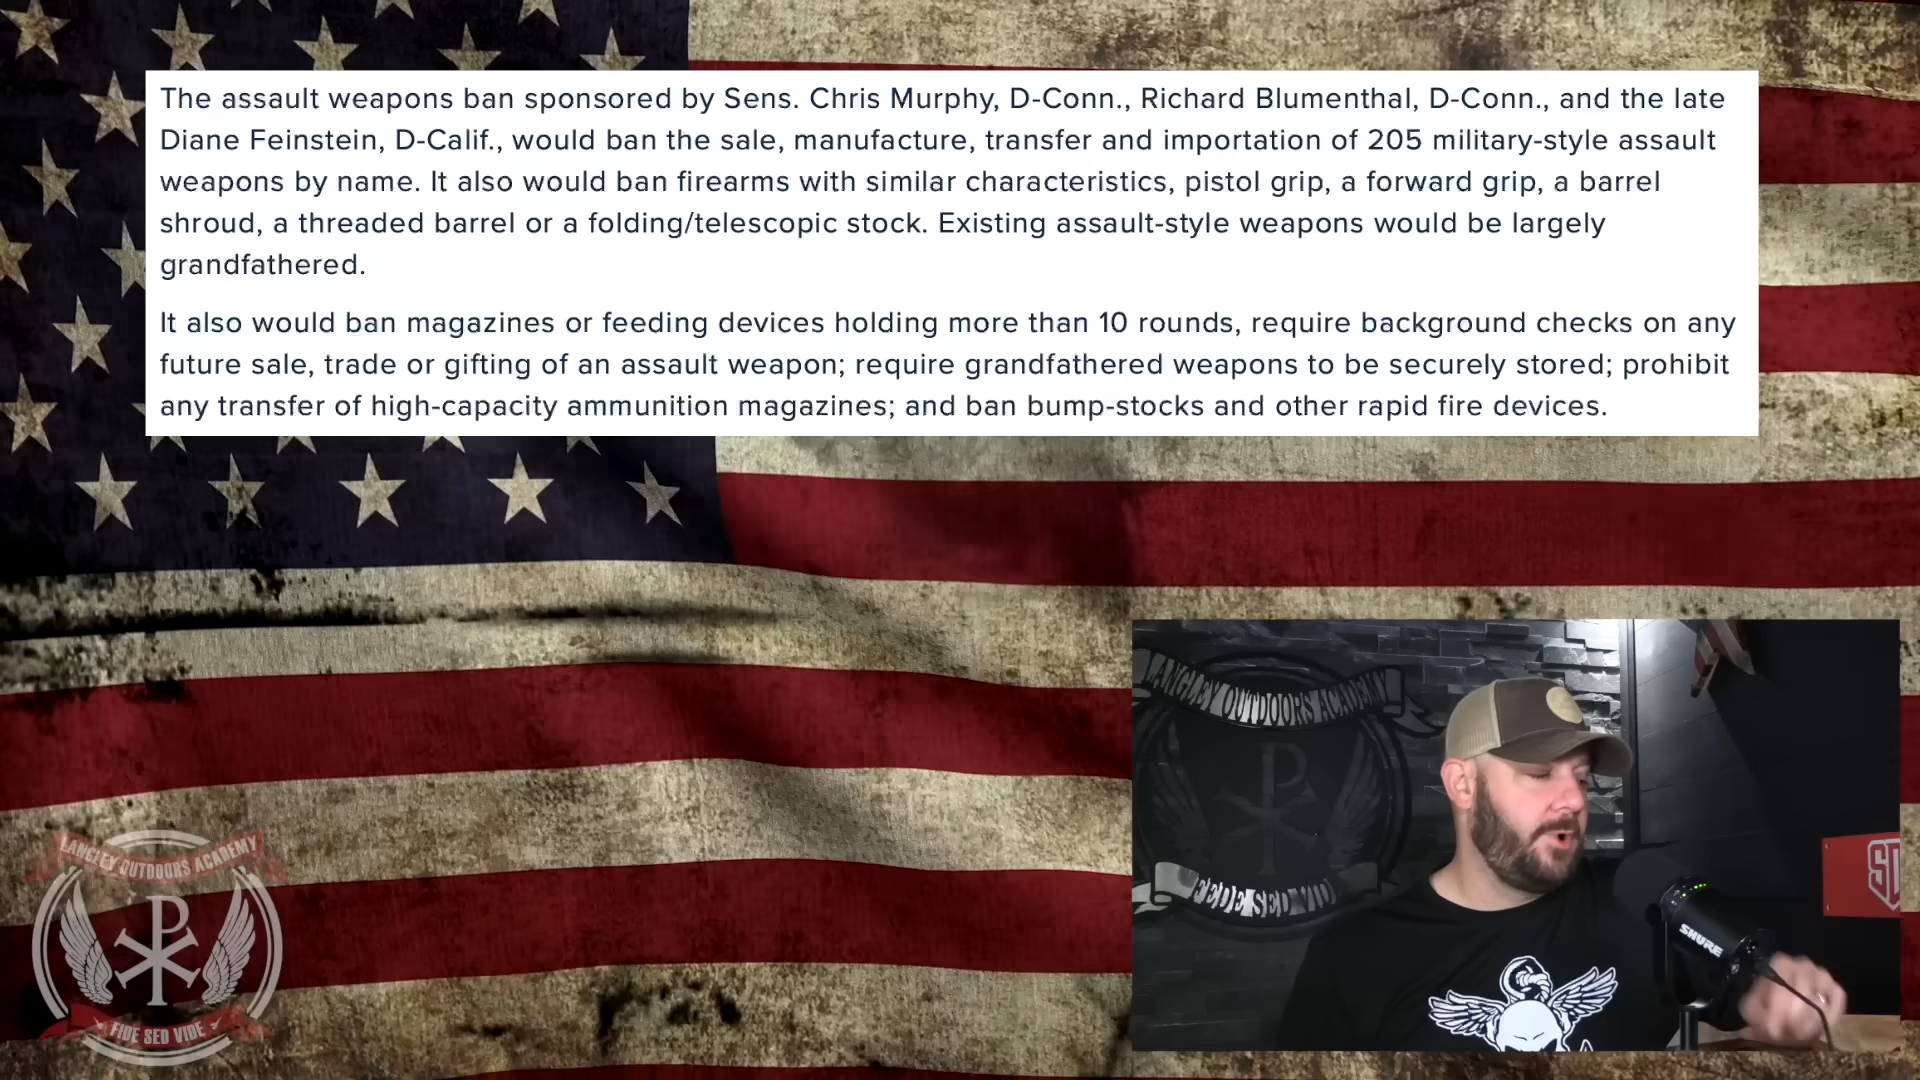 The assault weapons ban sponsored by Sens. Chris Murphy, D-Conn., Richard Blumenthal, D-Conn., and the late
Diane Feinstein, D-Calif., would ban the sale, manufacture, transfer and importation of 205 military-style assault
weapons by name. It also would ban firearms with similar characteristics, pistol grip, a forward grip, a barrel
shroud, a threaded barrel or a folding/telescopic stock. Existing assault-style weapons would be largely
grandfathered.
It also would ban magazines or feeding devices holding more than 10 rounds, require background checks on any
future sale, trade or gifting of an assault weapon; require grandfathered weapons to be securely stored; prohibit
any transfer of high-capacity ammunition magazines; and ban bump-stocks and other rapid fire devices.
LANGLEY OUTDOORS ACADEMY
SHURE
LANGLEY OUTDOORS ACADEMY
FIDE SED VIDE